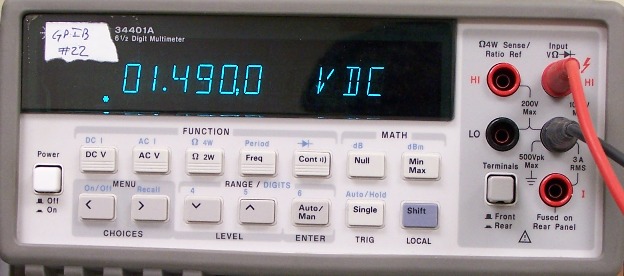 GPIB
#22
34401A
6½ Digit Multimeter
01.490,0 VDC
Ω4W Sense/
Ratio Ref
Input
VΩ
HI
HI
200V
Max
LO
500Vpk
Max
3A
RMS
Terminals
Front
Rear
I
Fused on
Rear Panel
FUNCTION
MATH
DC I
AC I
Ω 4W
Period
dB
dBm
Power
DC V
AC V
Ω 2W
Freq
Cont
Null
Min
Max
Off
On
On/Off
Recall
4
5
6
Auto/Hold
MENU
RANGE / DIGITS
<
>
Auto/
Man
Single
Shift
CHOICES
LEVEL
ENTER
TRIG
LOCAL